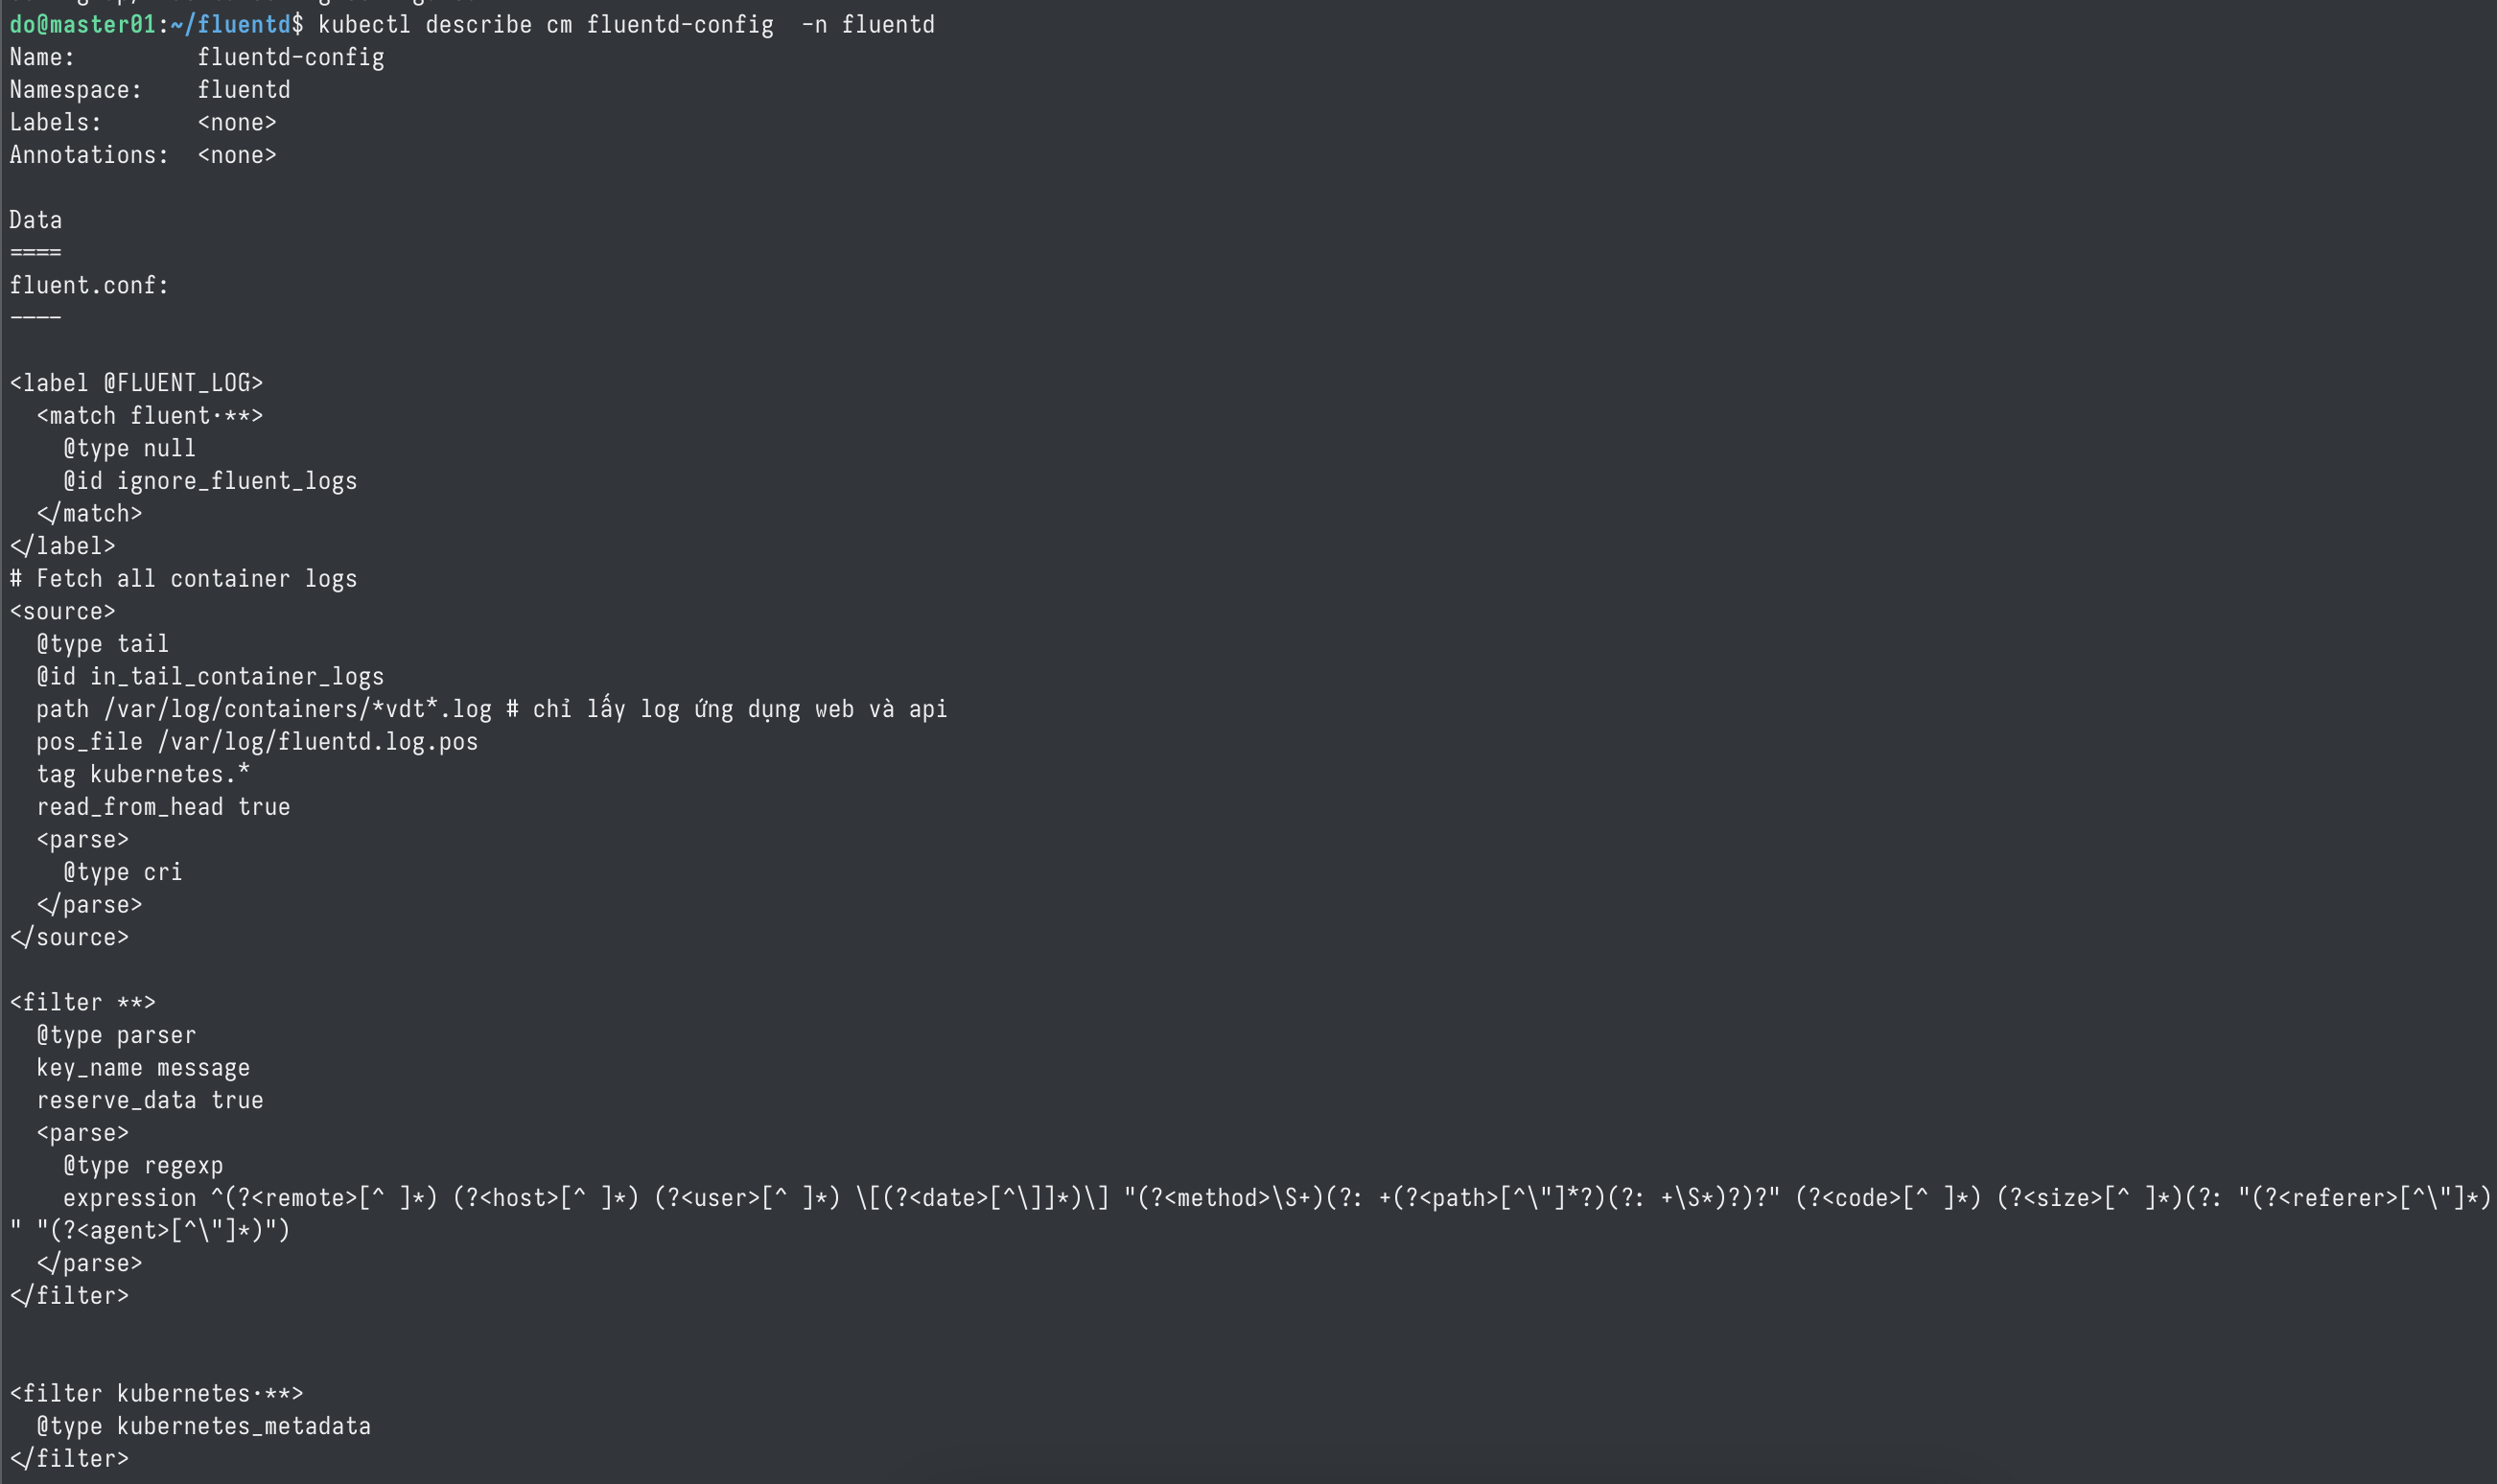 do@master01:~/fluentd$ kubectl describe cm fluentd-config  -n fluentd
Name:         fluentd-config
Namespace:    fluentd
Labels:       <none>
Annotations:  <none>

Data
====
fluent.conf:
----

<label @FLUENT_LOG>
  <match fluent.**>
    @type null
    @id ignore_fluent_logs
  </match>
</label>
# Fetch all container logs
<source>
  @type tail
  @id in_tail_container_logs
  path /var/log/containers/*vdt*.log # chỉ lấy log ứng dụng web và api
  pos_file /var/log/fluentd.log.pos
  tag kubernetes.*
  read_from_head true
  <parse>
    @type cri
  </parse>
</source>

<filter **>
  @type parser
  key_name message
  reserve_data true
  <parse>
    @type regexp
    expression ^(?<remote>[^ ]*) (?<host>[^ ]*) (?<user>[^ ]*) \[(?<date>[^\]]*)\] "(?<method>\S+)(?: +(?<path>[^\"]*?)(?: +\S*)?)?" (?<code>[^ ]*) (?<size>[^ ]*)(?: "(?<referer>[^\"]*)
" "(?<agent>[^\"]*)")
  </parse>
</filter>

<filter kubernetes.**>
  @type kubernetes_metadata
</filter>